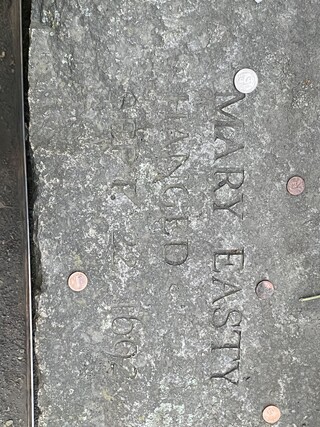 MARY EASTY
HANGED
SEPT. 22, 1692